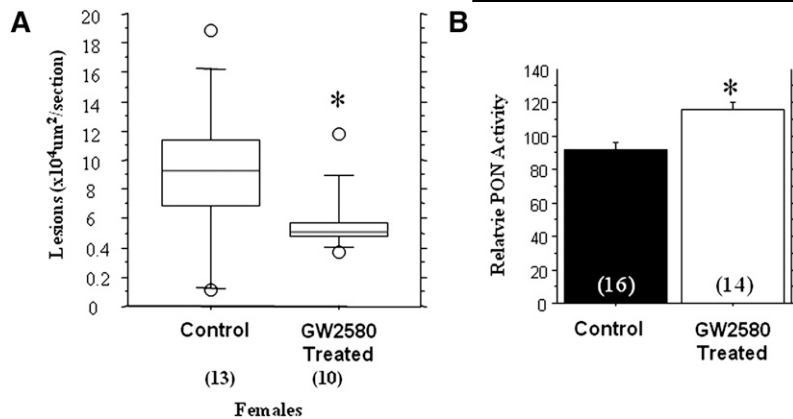 A
Lesions (x10⁴um²/section)
20
18
16
14
12
10
8
6
0.4
0.2
0
*
Control
GW2580
Treated
(13)
(10)
Females
B
Relatvie PON Activity
140
120
100
80
60
40
20
0
*
(16)
(14)
Control
GW2580
Treated